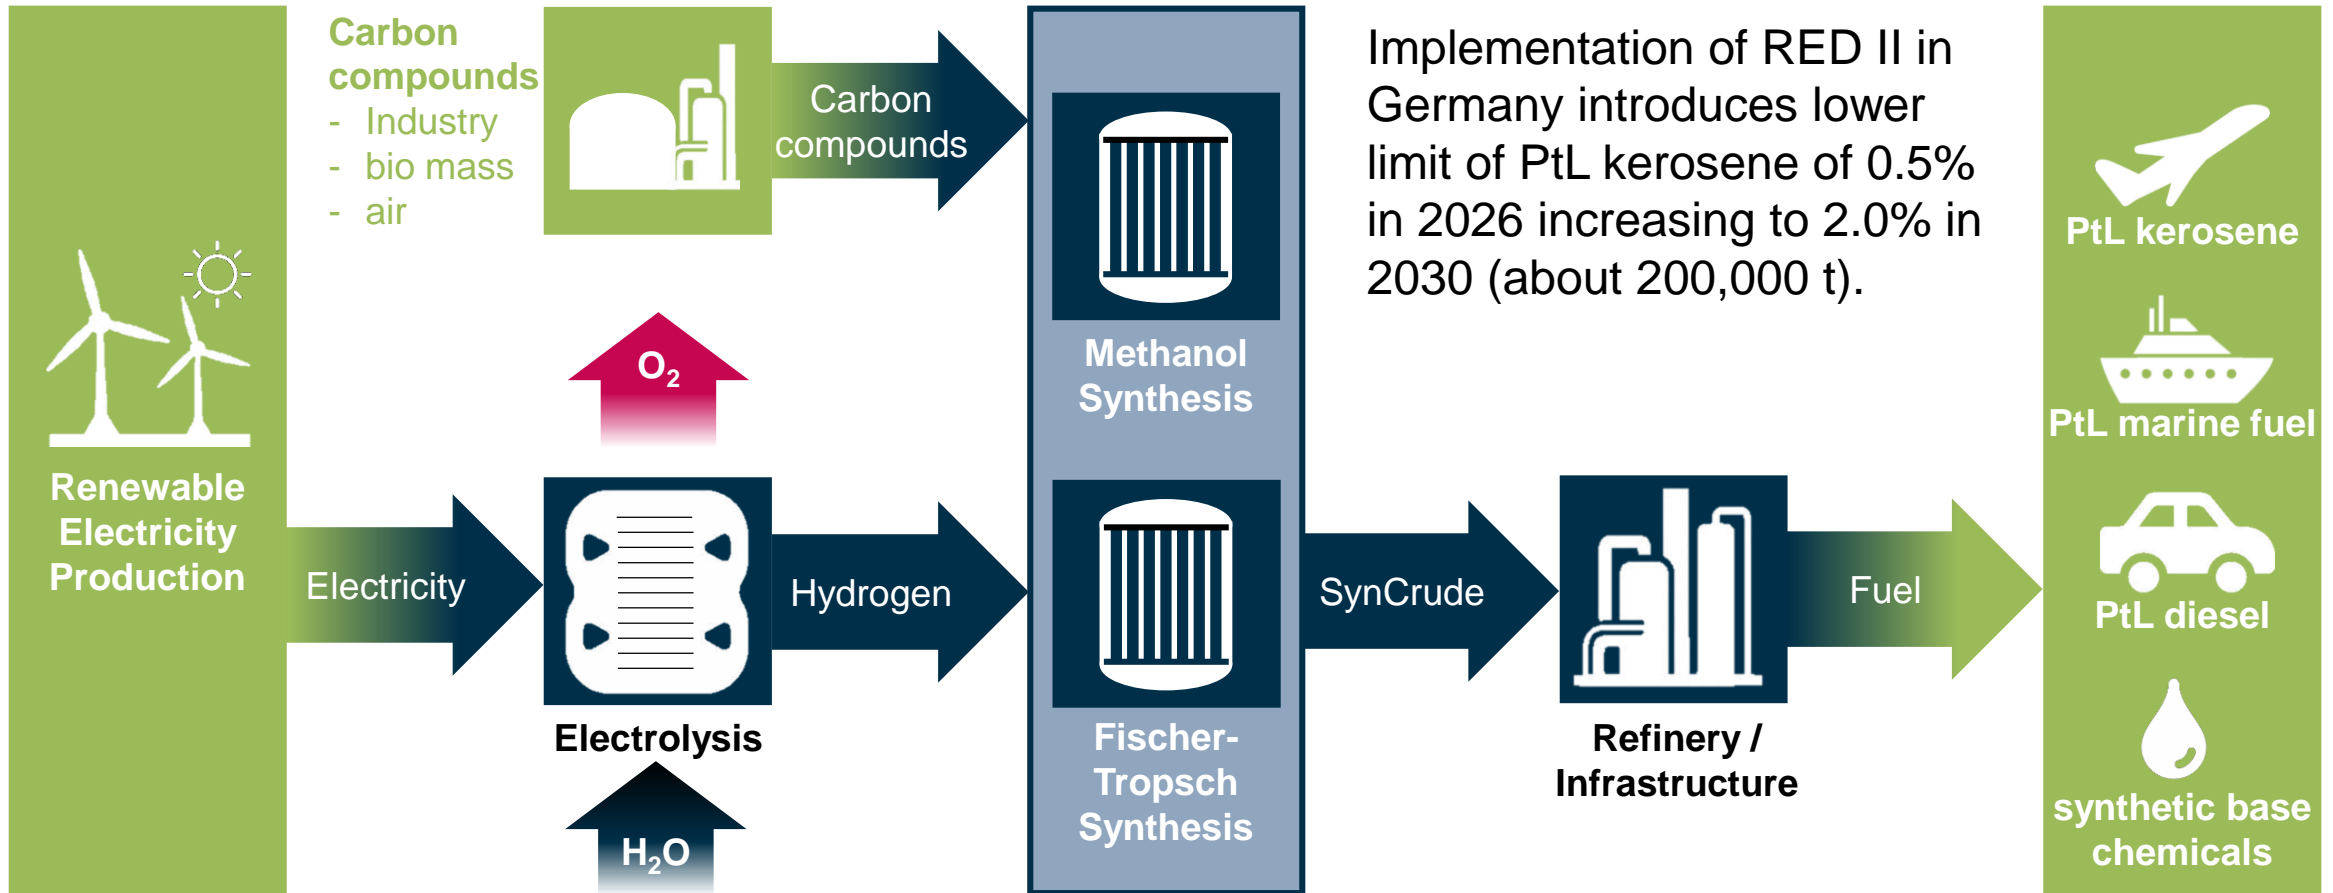 Carbon
compounds
- Industry
- bio mass
- air
Carbon
compounds
Implementation of RED II in
Germany introduces lower
limit of PtL kerosene of 0.5%
in 2026 increasing to 2.0% in
2030 (about 200,000 t).
Renewable
Electricity
Production
Electricity
O₂
Electrolysis
H₂O
Hydrogen
Methanol
Synthesis
Fischer-
Tropsch
Synthesis
SynCrude
Refinery /
Infrastructure
Fuel
PtL kerosene
PtL marine fuel
PtL diesel
synthetic base
chemicals